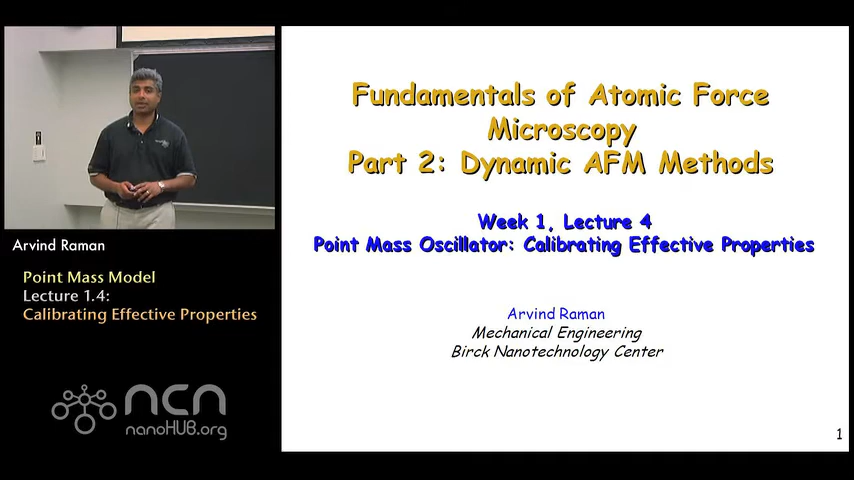 Arvind Raman
Point Mass Model
Lecture 1.4:
Calibrating Effective Properties
ncn
nanoHUB.org
Fundamentals of Atomic Force
Microscopy
Part 2: Dynamic AFM Methods
Week 1, Lecture 4
Point Mass Oscillator: Calibrating Effective Properties
Arvind Raman
Mechanical Engineering
Birck Nanotechnology Center
1